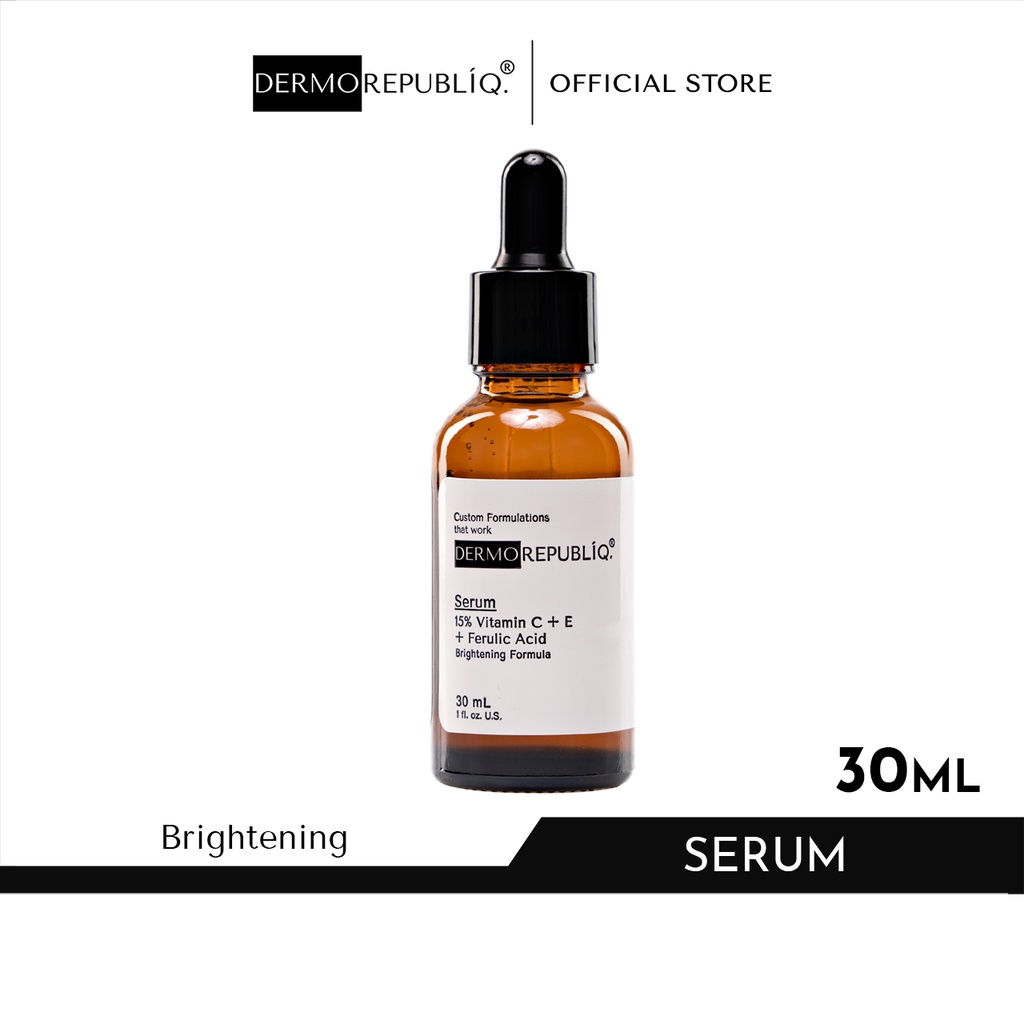 DERMOREPUBLÍQ.® OFFICIAL STORE
Custom Formulations
that work
DERMOREPUBLÍQ.®
Serum
15% Vitamin C + E
+ Ferulic Acid
Brightening Formula
30 mL
1 fl. oz. U.S.
30ML
Brightening
SERUM